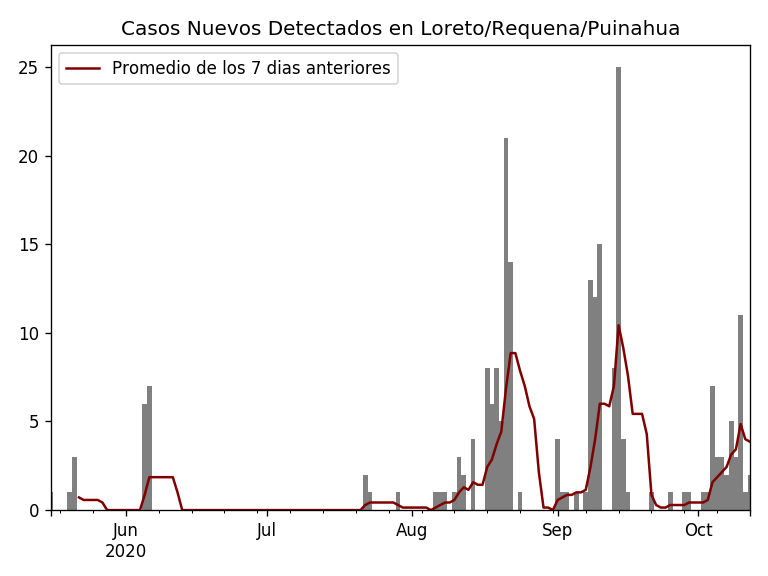 Casos Nuevos Detectados en Loreto/Requena/Puinahua
Promedio de los 7 dias anteriores
25
20
15
10
5
0
Jun
2020
Jul
Aug
Sep
Oct